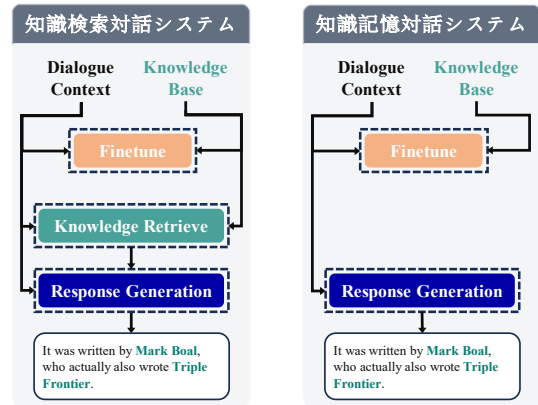 知識検索対話システム
Dialogue
Context
Knowledge
Base
Finetune
Knowledge Retrieve
Response Generation
It was written by Mark Boal,
who actually also wrote Triple
Frontier.
知識記憶対話システム
Dialogue
Context
Knowledge
Base
Finetune
Response Generation
It was written by Mark Boal,
who actually also wrote Triple
Frontier.